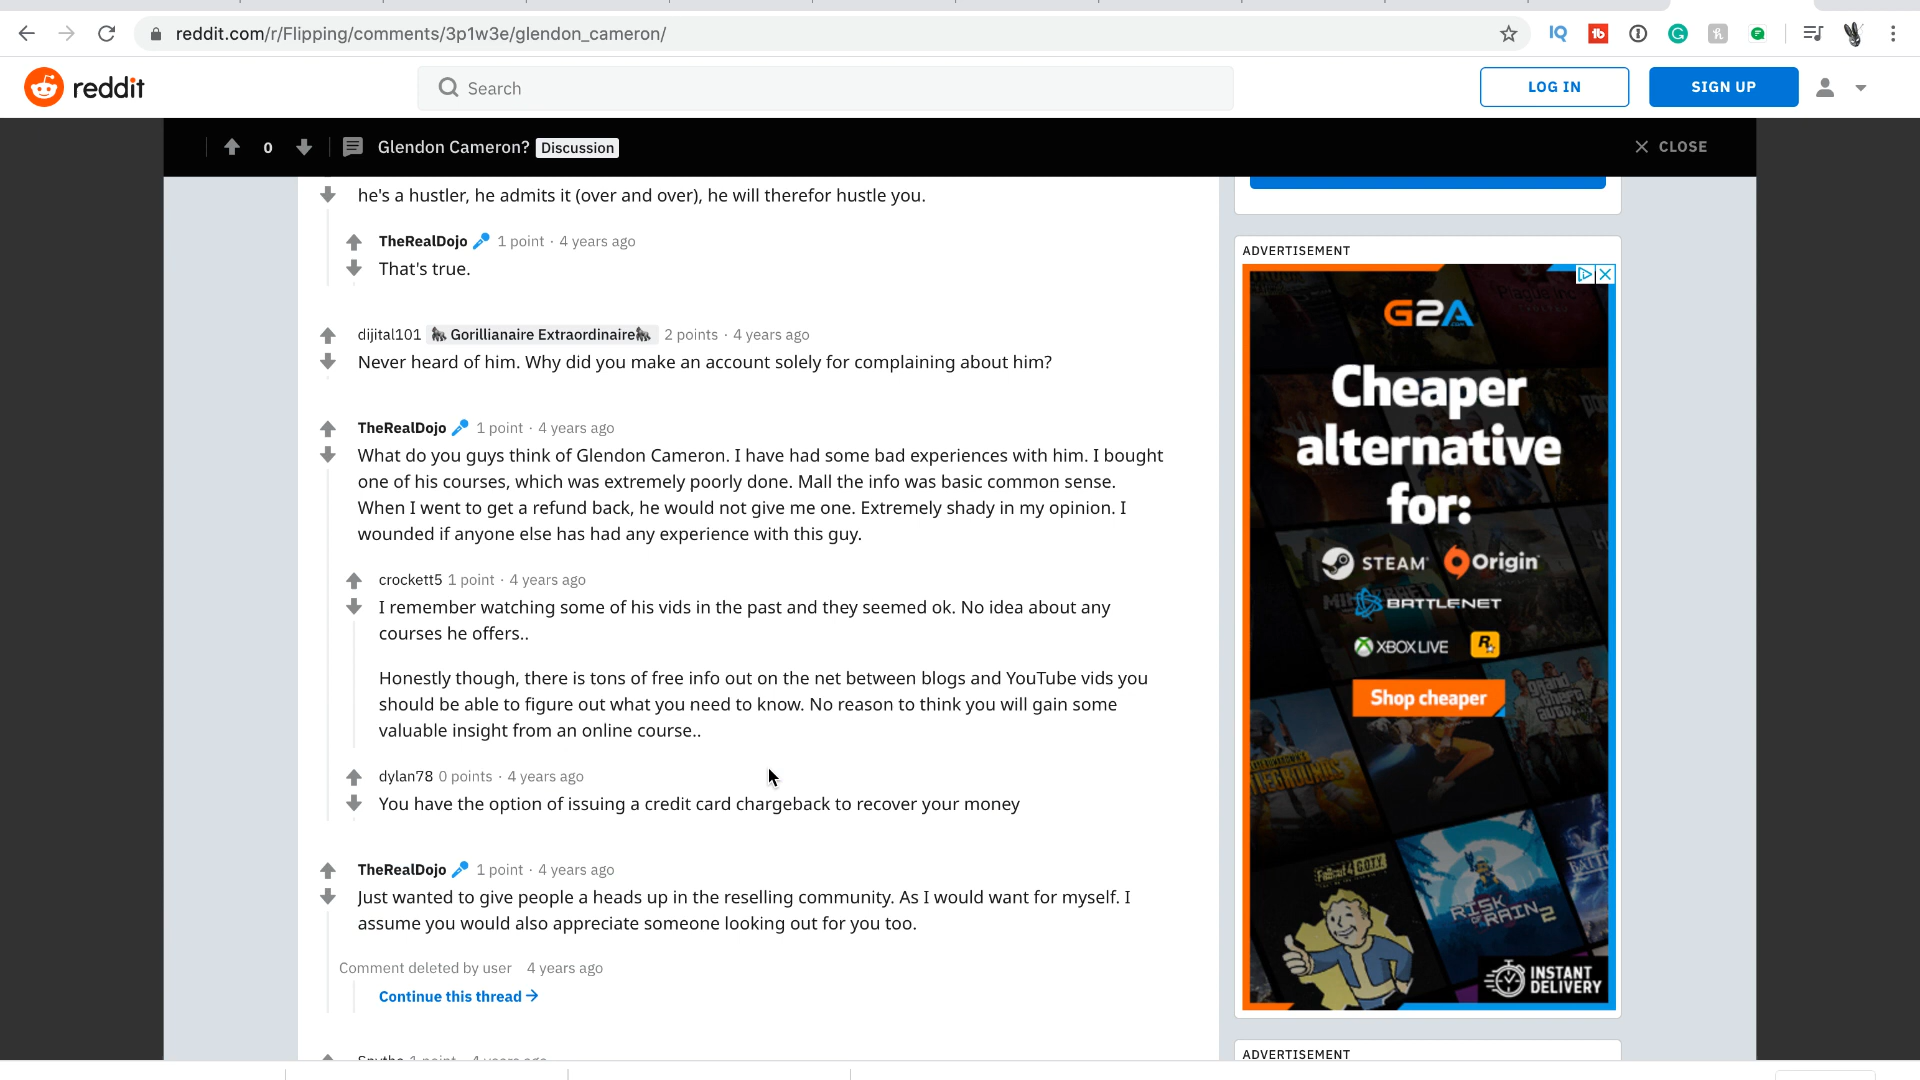 reddit.com/r/Flipping/comments/3p1w3e/glendon_cameron/
IQ
tb
reddit
Search
LOG IN
SIGN UP
0
Glendon Cameron? Discussion
CLOSE
he's a hustler, he admits it (over and over), he will therefor hustle you.
TheRealDojo 1 point · 4 years ago
That's true.
dijital101 Gorillianaire Extraordinaire 2 points · 4 years ago
Never heard of him. Why did you make an account solely for complaining about him?
TheRealDojo 1 point · 4 years ago
What do you guys think of Glendon Cameron. I have had some bad experiences with him. I bought
one of his courses, which was extremely poorly done. Mall the info was basic common sense.
When I went to get a refund back, he would not give me one. Extremely shady in my opinion. I
wounded if anyone else has had any experience with this guy.
crockett5 1 point · 4 years ago
I remember watching some of his vids in the past and they seemed ok. No idea about any
courses he offers..
Honestly though, there is tons of free info out on the net between blogs and YouTube vids you
should be able to figure out what you need to know. No reason to think you will gain some
valuable insight from an online course..
dylan78 0 points · 4 years ago
You have the option of issuing a credit card chargeback to recover your money
TheRealDojo 1 point · 4 years ago
Just wanted to give people a heads up in the reselling community. As I would want for myself. I
assume you would also appreciate someone looking out for you too.
Comment deleted by user 4 years ago
Continue this thread →
1 point · 4 years ago
ADVERTISEMENT
G2A.COM
Cheaper
alternative
for:
STEAM Origin
BATTLE.NET
XBOX LIVE R
Shop cheaper
Fallout 4 G.O.T.Y.
RISK OF RAIN 2
INSTANT
DELIVERY
ADVERTISEMENT